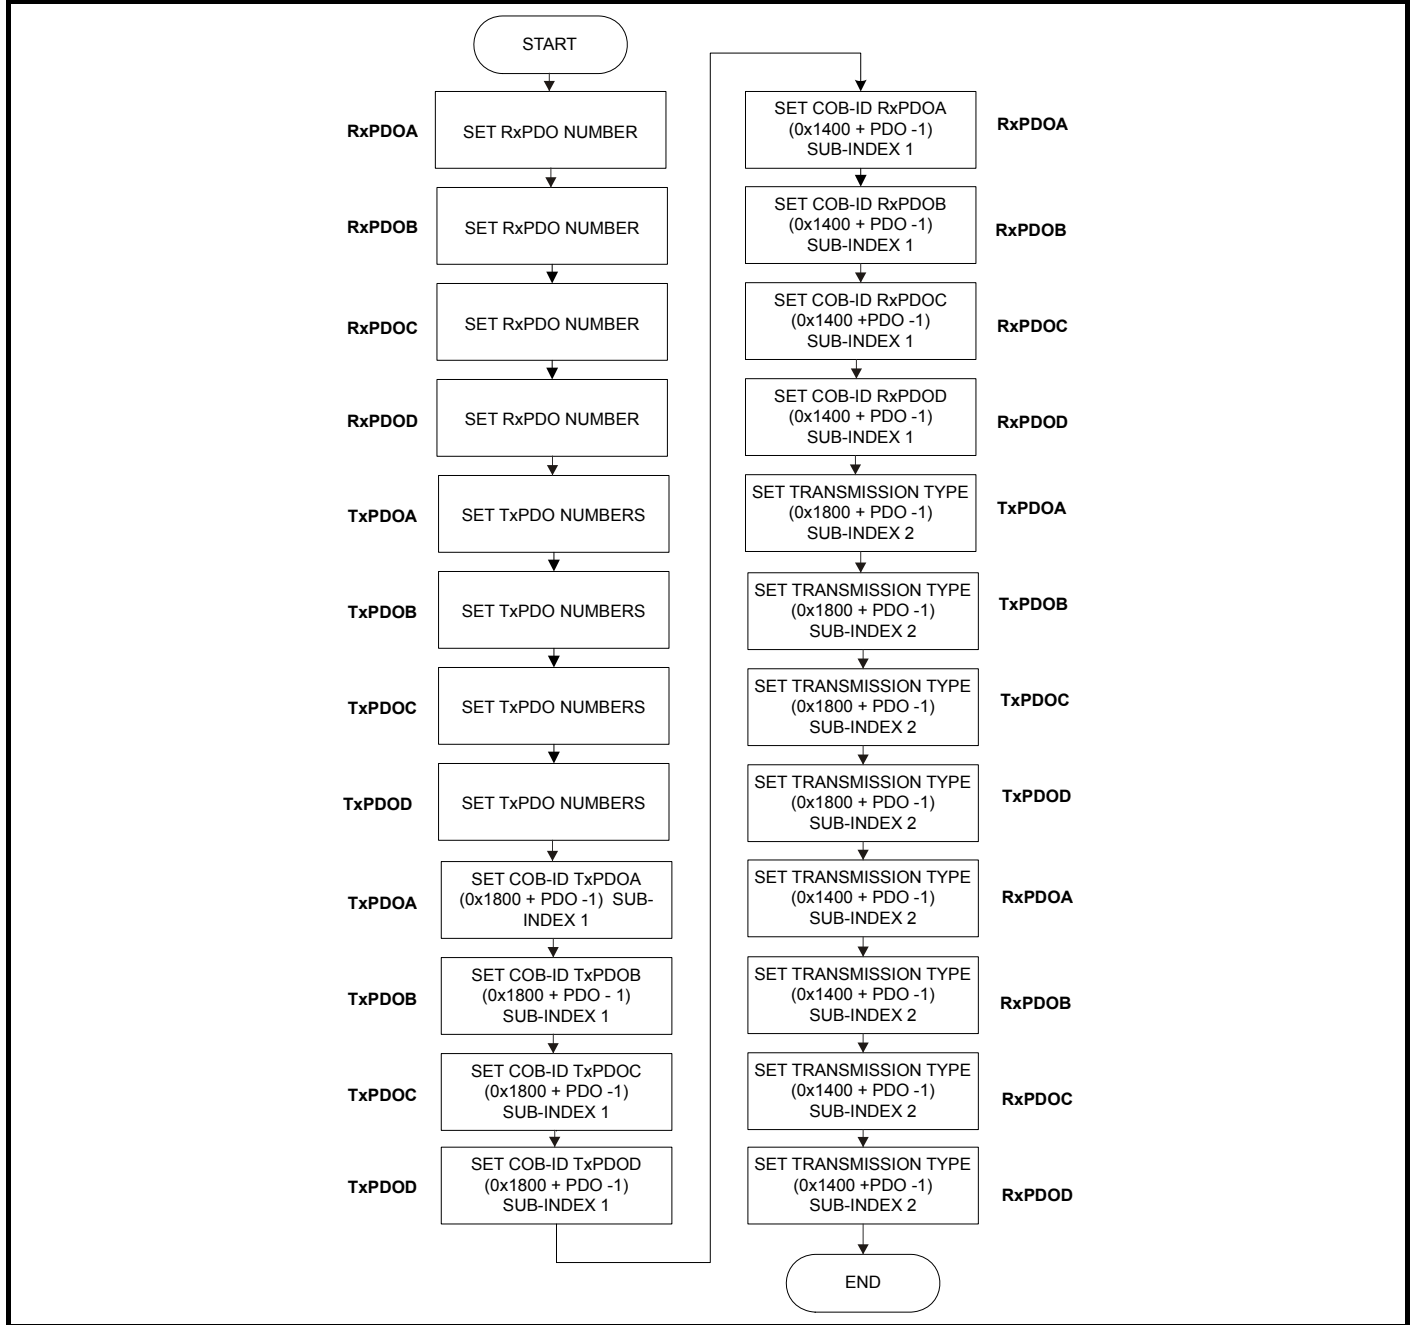 START
RxPDOA
SET RxPDO NUMBER
RxPDOB
SET RxPDO NUMBER
RxPDOC
SET RxPDO NUMBER
RxPDOD
SET RxPDO NUMBER
TxPDOA
SET TxPDO NUMBERS
TxPDOB
SET TxPDO NUMBERS
TxPDOC
SET TxPDO NUMBERS
TxPDOD
SET TxPDO NUMBERS
TxPDOA
SET COB-ID TxPDOA
(0x1800 + PDO -1) SUB-
INDEX 1
TxPDOB
SET COB-ID TxPDOB
(0x1800 + PDO - 1)
SUB-INDEX 1
TxPDOC
SET COB-ID TxPDOC
(0x1800 + PDO -1)
SUB-INDEX 1
TxPDOD
SET COB-ID TxPDOD
(0x1800 + PDO -1)
SUB-INDEX 1
SET COB-ID RxPDOA
(0x1400 + PDO -1)
SUB-INDEX 1
RxPDOA
SET COB-ID RxPDOB
(0x1400 + PDO -1)
SUB-INDEX 1
RxPDOB
SET COB-ID RxPDOC
(0x1400 +PDO -1)
SUB-INDEX 1
RxPDOC
SET COB-ID RxPDOD
(0x1400 + PDO -1)
SUB-INDEX 1
RxPDOD
SET TRANSMISSION TYPE
(0x1800 + PDO -1)
SUB-INDEX 2
TxPDOA
SET TRANSMISSION TYPE
(0x1800 + PDO -1)
SUB-INDEX 2
TxPDOB
SET TRANSMISSION TYPE
(0x1800 + PDO -1)
SUB-INDEX 2
TxPDOC
SET TRANSMISSION TYPE
(0x1800 + PDO -1)
SUB-INDEX 2
TxPDOD
SET TRANSMISSION TYPE
(0x1400 + PDO -1)
SUB-INDEX 2
RxPDOA
SET TRANSMISSION TYPE
(0x1400 + PDO -1)
SUB-INDEX 2
RxPDOB
SET TRANSMISSION TYPE
(0x1400 + PDO -1)
SUB-INDEX 2
RxPDOC
SET TRANSMISSION TYPE
(0x1400 +PDO -1)
SUB-INDEX 2
RxPDOD
END